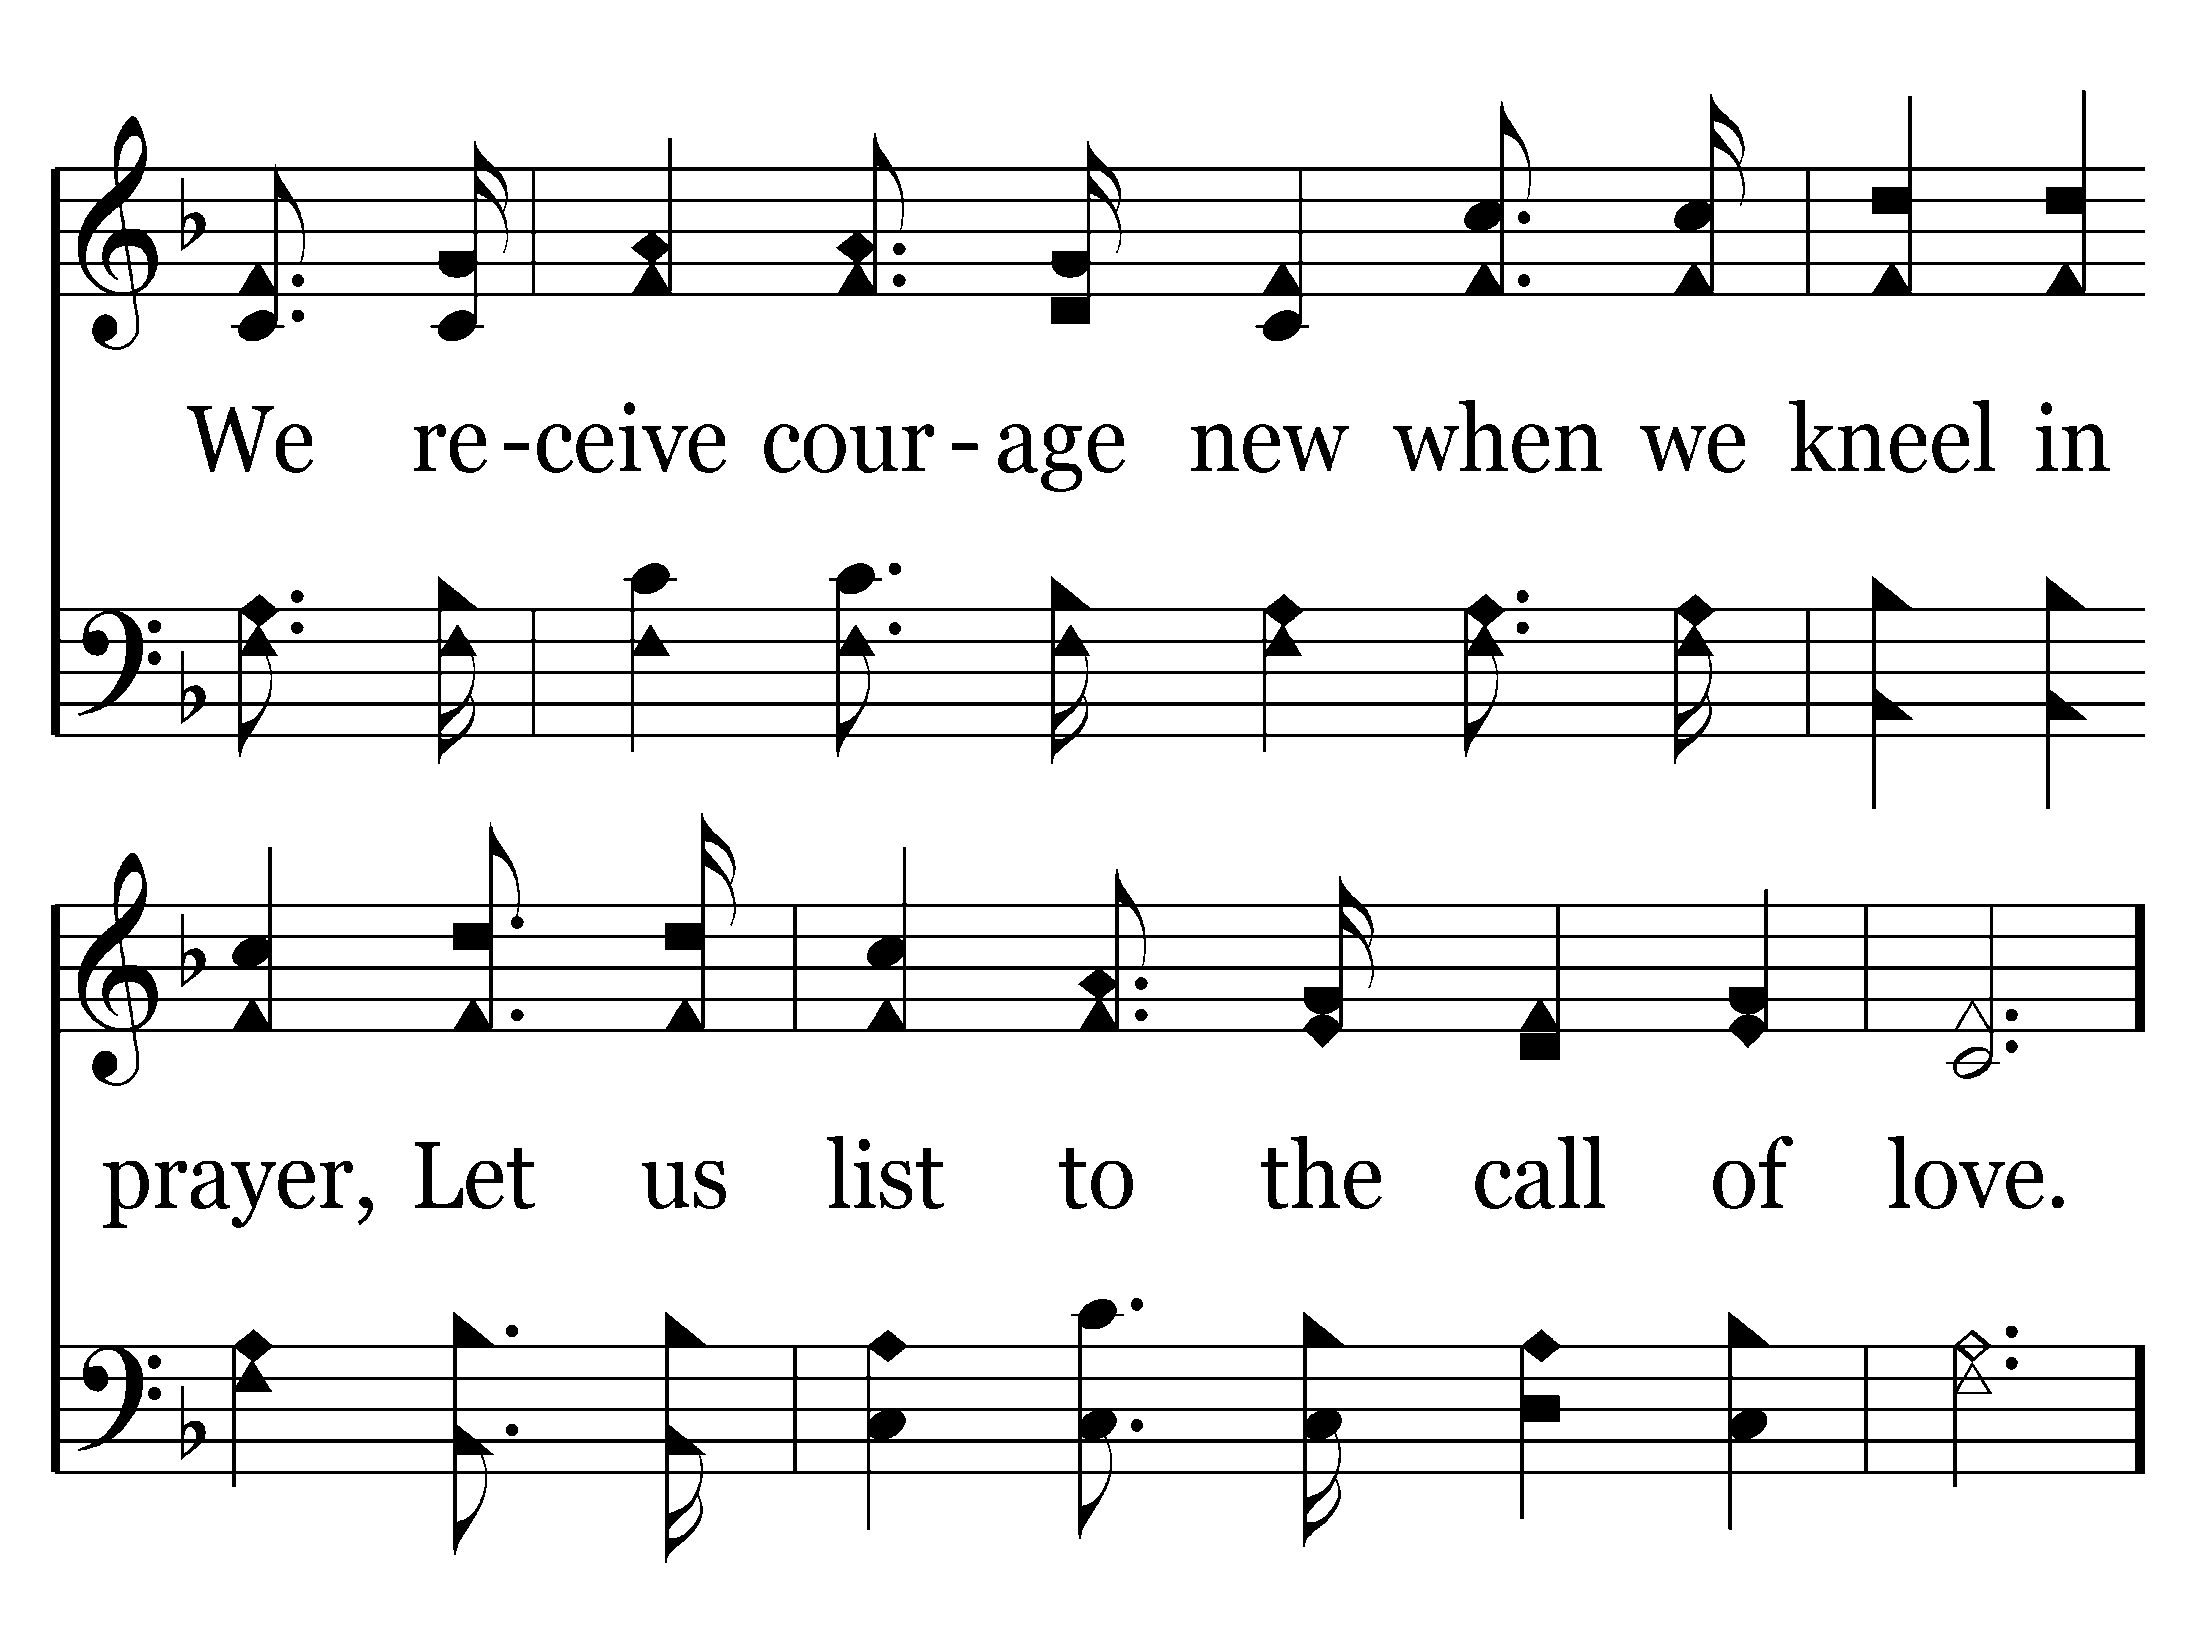 We re-ceive cour-age new when we kneel in
prayer, Let us list to the call of love.